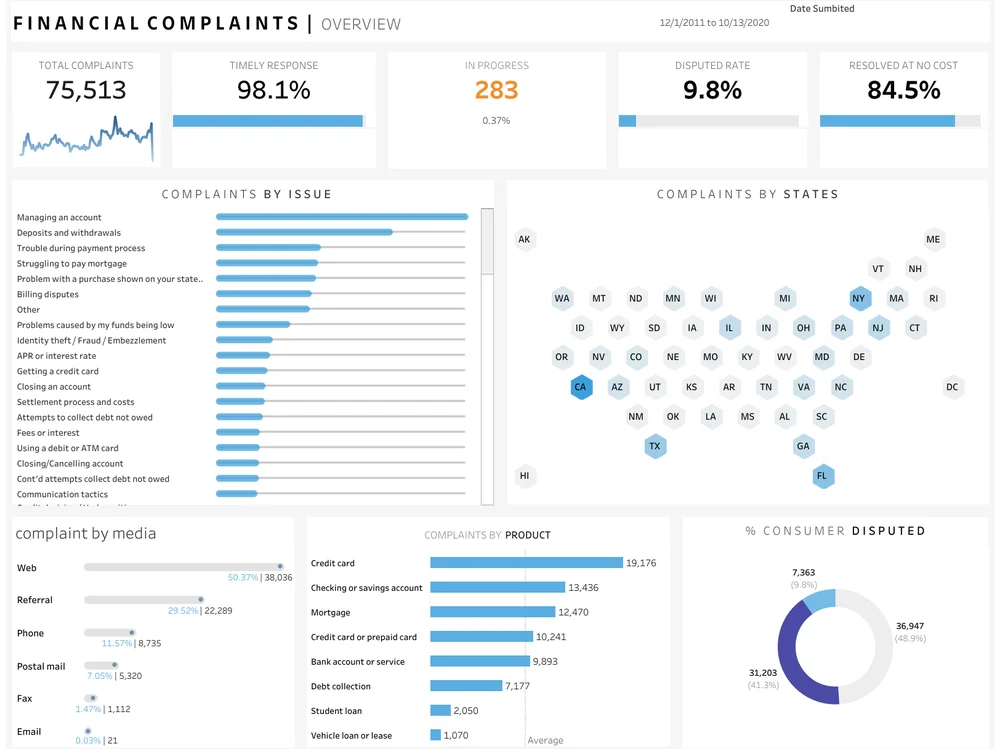 FINANCIAL COMPLAINTS | OVERVIEW
Date Sumbited
12/1/2011 to 10/13/2020
TOTAL COMPLAINTS
75,513
TIMELY RESPONSE
98.1%
IN PROGRESS
283
0.37%
DISPUTED RATE
9.8%
RESOLVED AT NO COST
84.5%
COMPLAINTS BY ISSUE
Managing an account
Deposits and withdrawals
Trouble during payment process
Struggling to pay mortgage
Problem with a purchase shown on your state..
Billing disputes
Other
Problems caused by my funds being low
Identity theft / Fraud / Embezzlement
APR or interest rate
Getting a credit card
Closing an account
Settlement process and costs
Attempts to collect debt not owed
Fees or interest
Using a debit or ATM card
Closing/Cancelling account
Cont'd attempts collect debt not owed
Communication tactics
COMPLAINTS BY STATES
AK ME
VT NH
WA MT ND MN WI MI NY MA RI
ID WY SD IA IL IN OH PA NJ CT
OR NV CO NE MO KY WV MD DE
CA AZ UT KS AR TN VA NC DC
NM OK LA MS AL SC
TX GA
HI FL
complaint by media
Web
50.37% | 38,036
Referral
29.52% | 22,289
Phone
11.57% | 8,735
Postal mail
7.05% | 5,320
Fax
1.47% | 1,112
Email
0.03% | 21
COMPLAINTS BY PRODUCT
Credit card 19,176
Checking or savings account 13,436
Mortgage 12,470
Credit card or prepaid card 10,241
Bank account or service 9,893
Debt collection 7,177
Student loan 2,050
Vehicle loan or lease 1,070
Average
% CONSUMER DISPUTED
7,363
(9.8%)
36,947
(48.9%)
31,203
(41.3%)